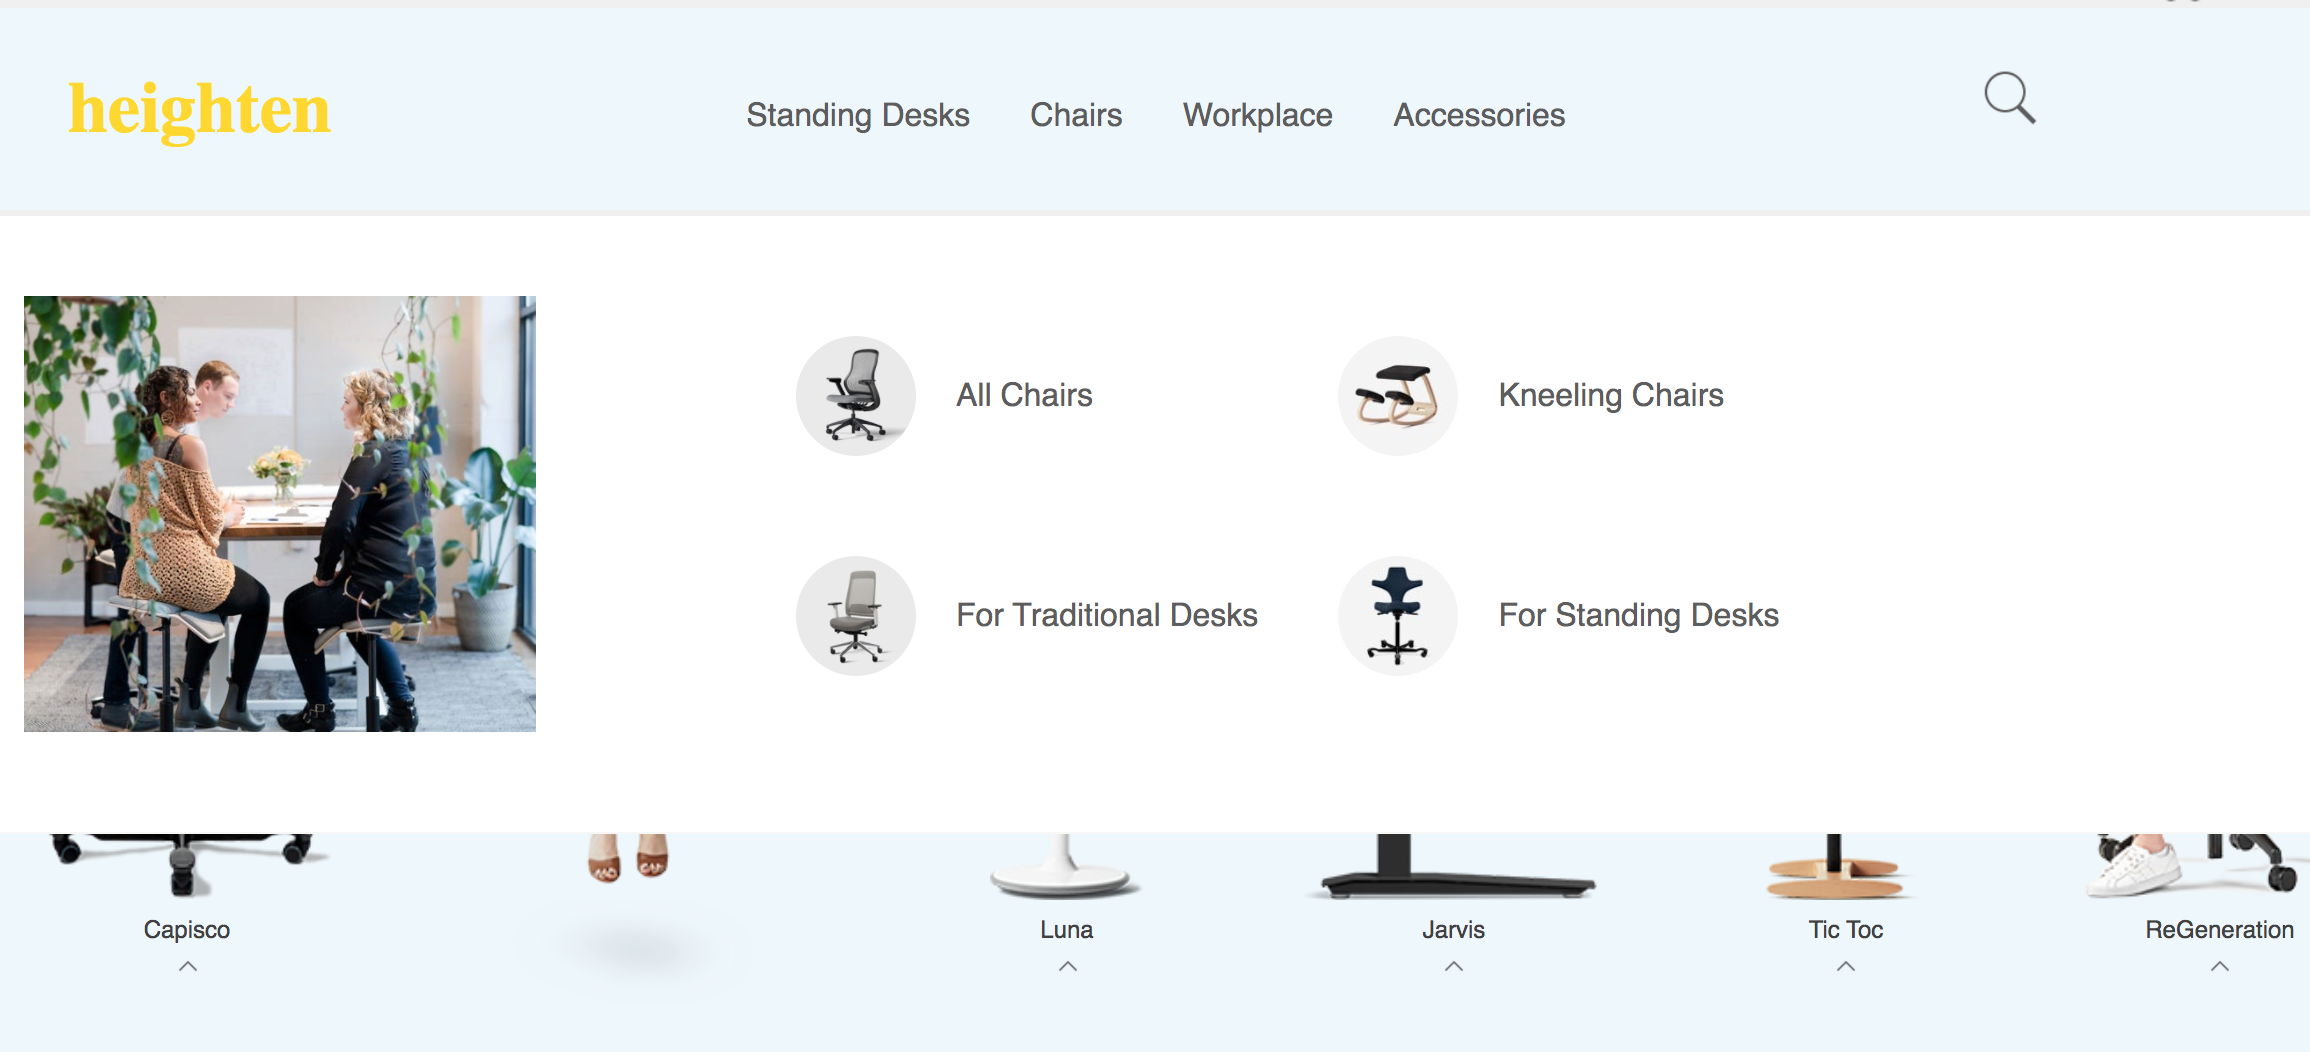 heighten
Standing Desks Chairs Workplace Accessories
All Chairs
Kneeling Chairs
For Traditional Desks
For Standing Desks
Capisco
Luna
Jarvis
Tic Toc
ReGeneration